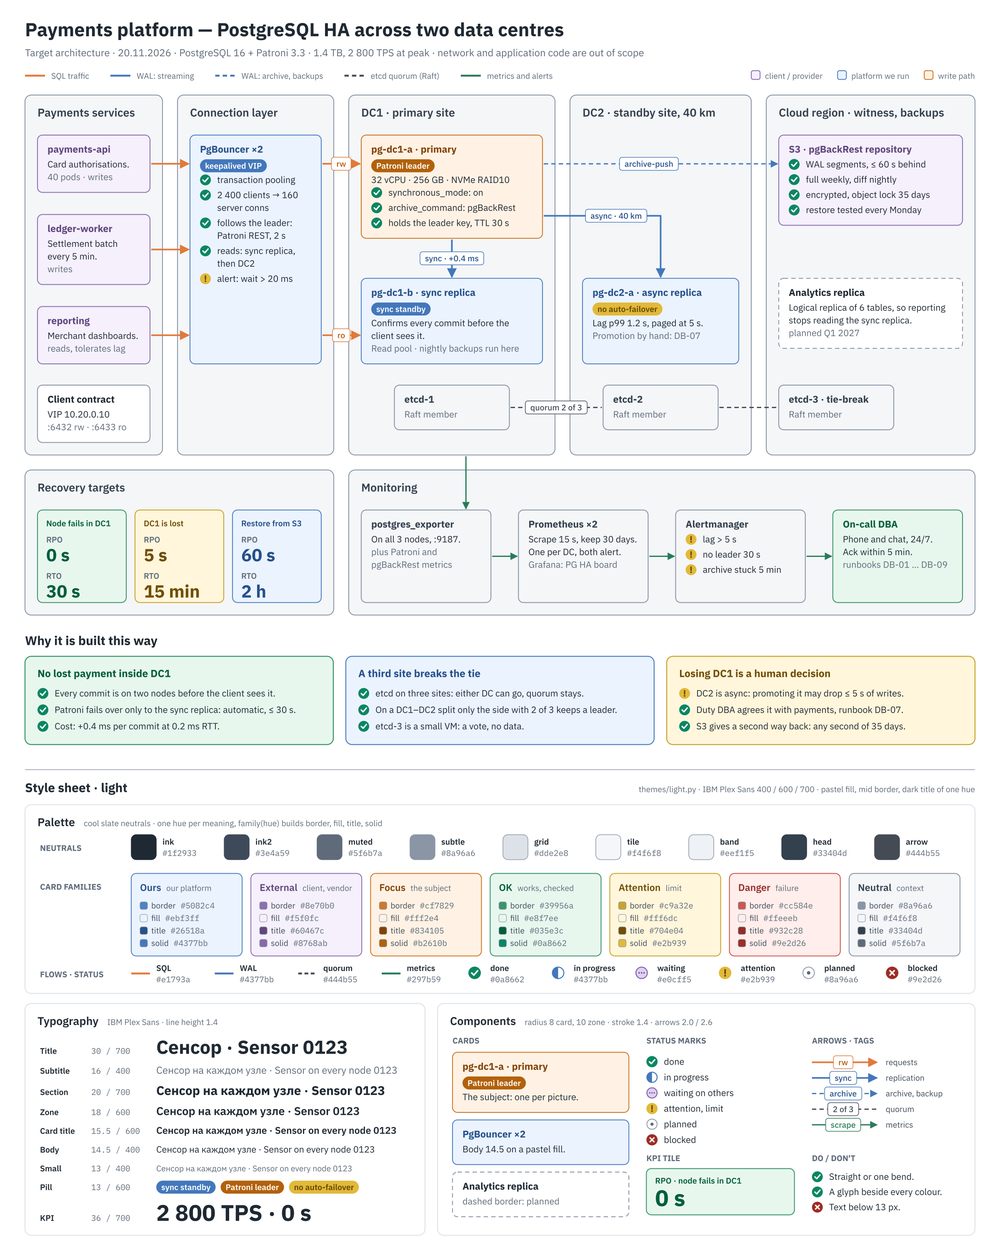 Payments platform — PostgreSQL HA across two data centres
Target architecture · 20.11.2026 · PostgreSQL 16 + Patroni 3.3 · 1.4 TB, 2 800 TPS at peak · network and application code are out of scope
SQL traffic
WAL: streaming
WAL: archive, backups
etcd quorum (Raft)
metrics and alerts
client / provider
platform we run
write path
Payments services
payments-api
Card authorisations.
40 pods · writes
ledger-worker
Settlement batch
every 5 min.
writes
reporting
Merchant dashboards.
reads, tolerates lag
Client contract
VIP 10.20.0.10
:6432 rw · :6433 ro
Connection layer
PgBouncer ×2
keepalived VIP
transaction pooling
2 400 clients → 160
server conns
follows the leader:
Patroni REST, 2 s
reads: sync replica,
then DC2
alert: wait > 20 ms
rw
ro
DC1 · primary site
pg-dc1-a · primary
Patroni leader
32 vCPU · 256 GB · NVMe RAID10
synchronous_mode: on
archive_command: pgBackRest
holds the leader key, TTL 30 s
sync · +0.4 ms
pg-dc1-b · sync replica
sync standby
Confirms every commit before the
client sees it.
Read pool · nightly backups run here
etcd-1
Raft member
quorum 2 of 3
DC2 · standby site, 40 km
archive-push
async · 40 km
pg-dc2-a · async replica
no auto-failover
Lag p99 1.2 s, paged at 5 s.
Promotion by hand: DB-07
etcd-2
Raft member
Cloud region · witness, backups
S3 · pgBackRest repository
WAL segments, ≤ 60 s behind
full weekly, diff nightly
encrypted, object lock 35 days
restore tested every Monday
Analytics replica
Logical replica of 6 tables, so reporting
stops reading the sync replica.
planned Q1 2027
etcd-3 · tie-break
Raft member
Recovery targets
Node fails in DC1
RPO
0 s
RTO
30 s
DC1 is lost
RPO
5 s
RTO
15 min
Restore from S3
RPO
60 s
RTO
2 h
Monitoring
postgres_exporter
On all 3 nodes, :9187.
plus Patroni and
pgBackRest metrics
Prometheus ×2
Scrape 15 s, keep 30 days.
One per DC, both alert.
Grafana: PG HA board
Alertmanager
lag > 5 s
no leader 30 s
archive stuck 5 min
On-call DBA
Phone and chat, 24/7.
Ack within 5 min.
runbooks DB-01 … DB-09
Why it is built this way
No lost payment inside DC1
Every commit is on two nodes before the client sees it.
Patroni fails over only to the sync replica: automatic, ≤ 30 s.
Cost: +0.4 ms per commit at 0.2 ms RTT.
A third site breaks the tie
etcd on three sites: either DC can go, quorum stays.
On a DC1–DC2 split only the side with 2 of 3 keeps a leader.
etcd-3 is a small VM: a vote, no data.
Losing DC1 is a human decision
DC2 is async: promoting it may drop ≤ 5 s of writes.
Duty DBA agrees it with payments, runbook DB-07.
S3 gives a second way back: any second of 35 days.
Style sheet · light
themes/light.py · IBM Plex Sans 400 / 600 / 700 · pastel fill, mid border, dark title of one hue
Palette
cool slate neutrals · one hue per meaning, family(hue) builds border, fill, title, solid
NEUTRALS
ink
#1f2933
ink2
#3e4a59
muted
#5f6b7a
subtle
#8a96a6
grid
#dde2e8
tile
#f4f6f8
band
#eef1f5
head
#33404d
arrow
#444b55
CARD FAMILIES
Ours our platform
border #5082c4
fill #ebf3ff
title #26518a
solid #4377bb
External client, vendor
border #8e70b0
fill #f5f0fc
title #60467c
solid #8768ab
Focus the subject
border #cf7829
fill #fff2e4
title #834105
solid #b2610b
OK works, checked
border #39956a
fill #e8f7ee
title #035e3c
solid #0a8662
Attention limit
border #c9a32e
fill #fff6dc
title #704e04
solid #e2b939
Danger failure
border #cc584e
fill #ffeeeb
title #932c28
solid #9e2d26
Neutral context
border #8a96a6
fill #f4f6f8
title #33404d
solid #5f6b7a
FLOWS · STATUS
SQL
#e1793a
WAL
#4377bb
quorum
#444b55
metrics
#297b59
done
#0a8662
in progress
#4377bb
waiting
#e0cff5
attention
#e2b939
planned
#8a96a6
blocked
#9e2d26
Typography
IBM Plex Sans · line height 1.4
Title 30 / 700 Сенсор · Sensor 0123
Subtitle 16 / 400 Сенсор на каждом узле · Sensor on every node 0123
Section 20 / 700 Сенсор на каждом узле · Sensor 0123
Zone 18 / 600 Сенсор на каждом узле · Sensor 0123
Card title 15.5 / 600 Сенсор на каждом узле · Sensor on every node 0123
Body 14.5 / 400 Сенсор на каждом узле · Sensor on every node 0123
Small 13 / 400 Сенсор на каждом узле · Sensor on every node 0123
Pill 13 / 600 sync standby Patroni leader no auto-failover
KPI 36 / 700 2 800 TPS · 0 s
Components
radius 8 card, 10 zone · stroke 1.4 · arrows 2.0 / 2.6
CARDS
pg-dc1-a · primary
Patroni leader
The subject: one per picture.
PgBouncer ×2
Body 14.5 on a pastel fill.
Analytics replica
dashed border: planned
STATUS MARKS
done
in progress
waiting on others
attention, limit
planned
blocked
KPI TILE
RPO · node fails in DC1
0 s
ARROWS · TAGS
rw requests
sync replication
archive archive, backup
2 of 3 quorum
scrape metrics
DO / DON'T
Straight or one bend.
A glyph beside every colour.
Text below 13 px.